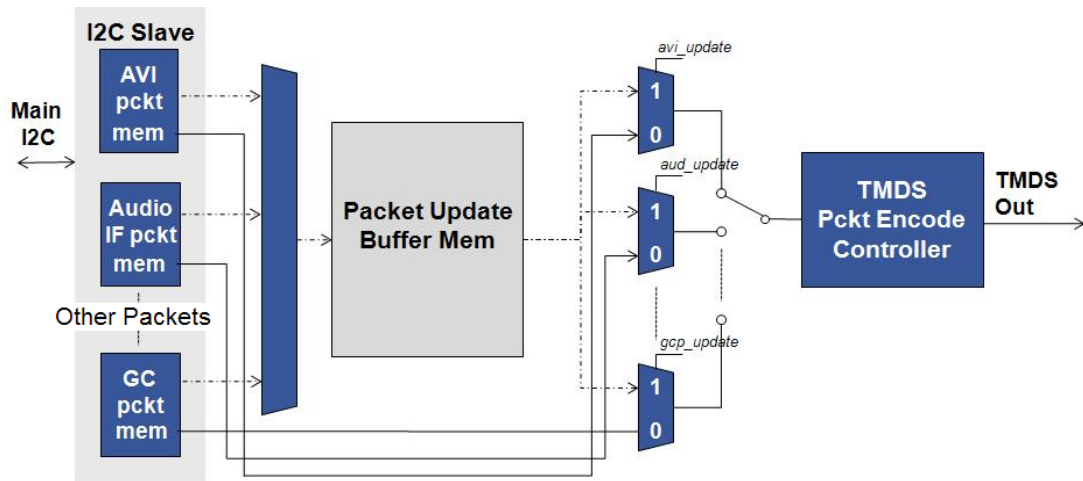 I2C Slave
AVI
pckt
mem
Main
I2C
Audio
IF pckt
mem
Other Packets
GC
pckt
mem
Packet Update
Buffer Mem
avi_update
1
0
aud_update
1
0
gcp_update
1
0
TMDS
Pckt Encode
Controller
TMDS
Out